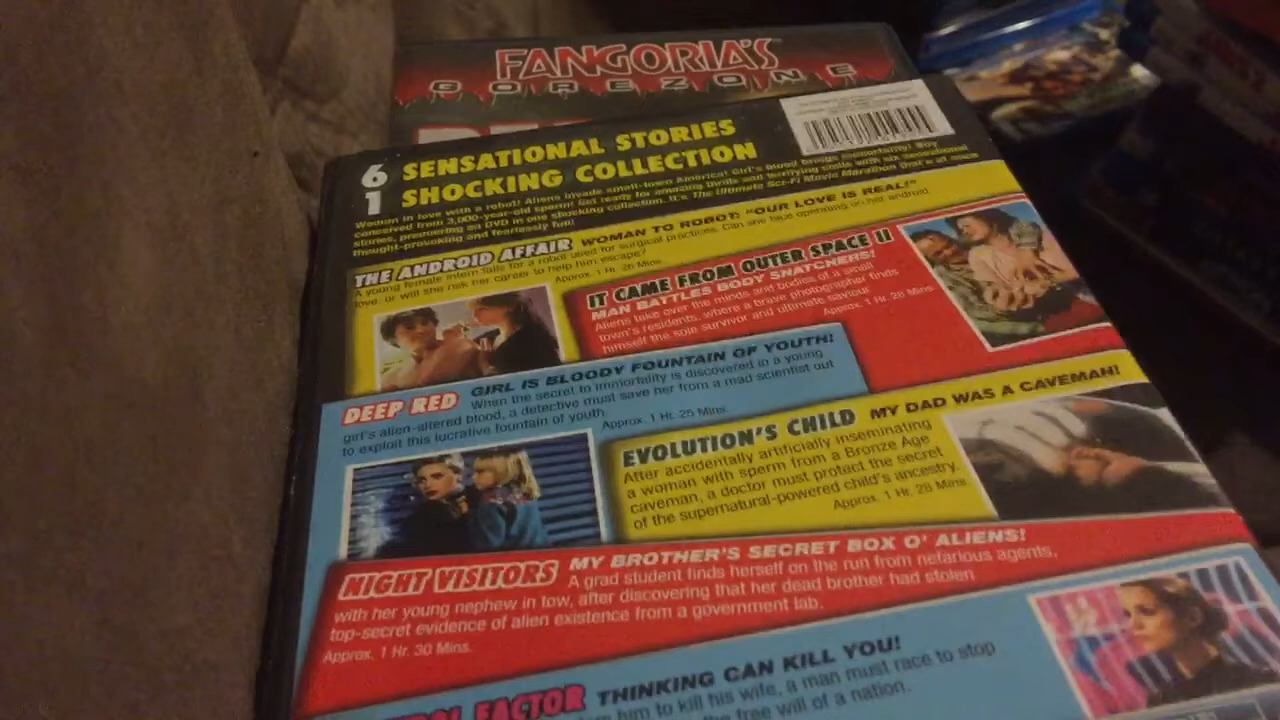 FANGORIA'S
GOREZONE
6 SENSATIONAL STORIES
1 SHOCKING COLLECTION
Woman in love with a robot! Aliens invade small-town America! Girl's blood brings immortality! Boy
conceived from 3,000-year-old sperm! Get ready for amazing thrills and terrifying chills with six sensational
stories, premiering as DVD in one shocking collection. It's The Ultimate Sci-Fi Movie Marathon that's at once
thought-provoking and fearlessly fun!
THE ANDROID AFFAIR WOMAN TO ROBOT: "OUR LOVE IS REAL!"
A young female intern falls for a robot used for surgical practices. Can she face operating on her android
love, or will she risk her career to help him escape?
Approx. 1 Hr. 26 Mins.
IT CAME FROM OUTER SPACE II
MAN BATTLES BODY SNATCHERS!
Aliens take over the minds and bodies of a small
town's residents, where a brave photographer finds
himself the sole survivor and ultimate saviour.
Approx. 1 Hr. 28 Mins.
DEEP RED GIRL IS BLOODY FOUNTAIN OF YOUTH!
When the secret to immortality is discovered in a young
girl's alien-altered blood, a detective must save her from a mad scientist out
to exploit this lucrative fountain of youth.
Approx. 1 Hr. 25 Mins.
EVOLUTION'S CHILD MY DAD WAS A CAVEMAN!
After accidentally artificially inseminating
a woman with sperm from a Bronze Age
caveman, a doctor must protect the secret
of the supernatural-powered child's ancestry.
Approx. 1 Hr. 28 Mins.
NIGHT VISITORS MY BROTHER'S SECRET BOX O' ALIENS!
A grad student finds herself on the run from nefarious agents,
with her young nephew in tow, after discovering that her dead brother had stolen
top-secret evidence of alien existence from a government lab.
Approx. 1 Hr. 30 Mins.
FACTOR THINKING CAN KILL YOU!
him to kill his wife, a man must race to stop
the free will of a nation.